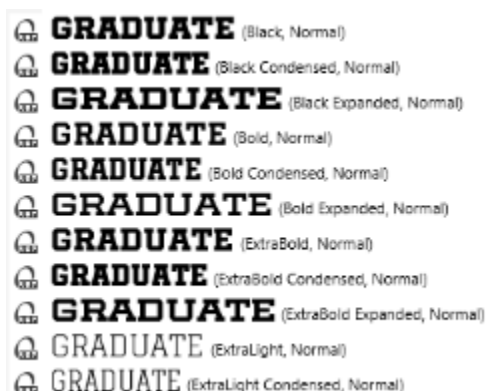 GRADUATE (Black, Normal)
GRADUATE (Black Condensed, Normal)
GRADUATE (Black Expanded, Normal)
GRADUATE (Bold, Normal)
GRADUATE (Bold Condensed, Normal)
GRADUATE (Bold Expanded, Normal)
GRADUATE (ExtraBold, Normal)
GRADUATE (ExtraBold Condensed, Normal)
GRADUATE (ExtraBold Expanded, Normal)
GRADUATE (ExtraLight, Normal)
GRADUATE (ExtraLight Condensed, Normal)